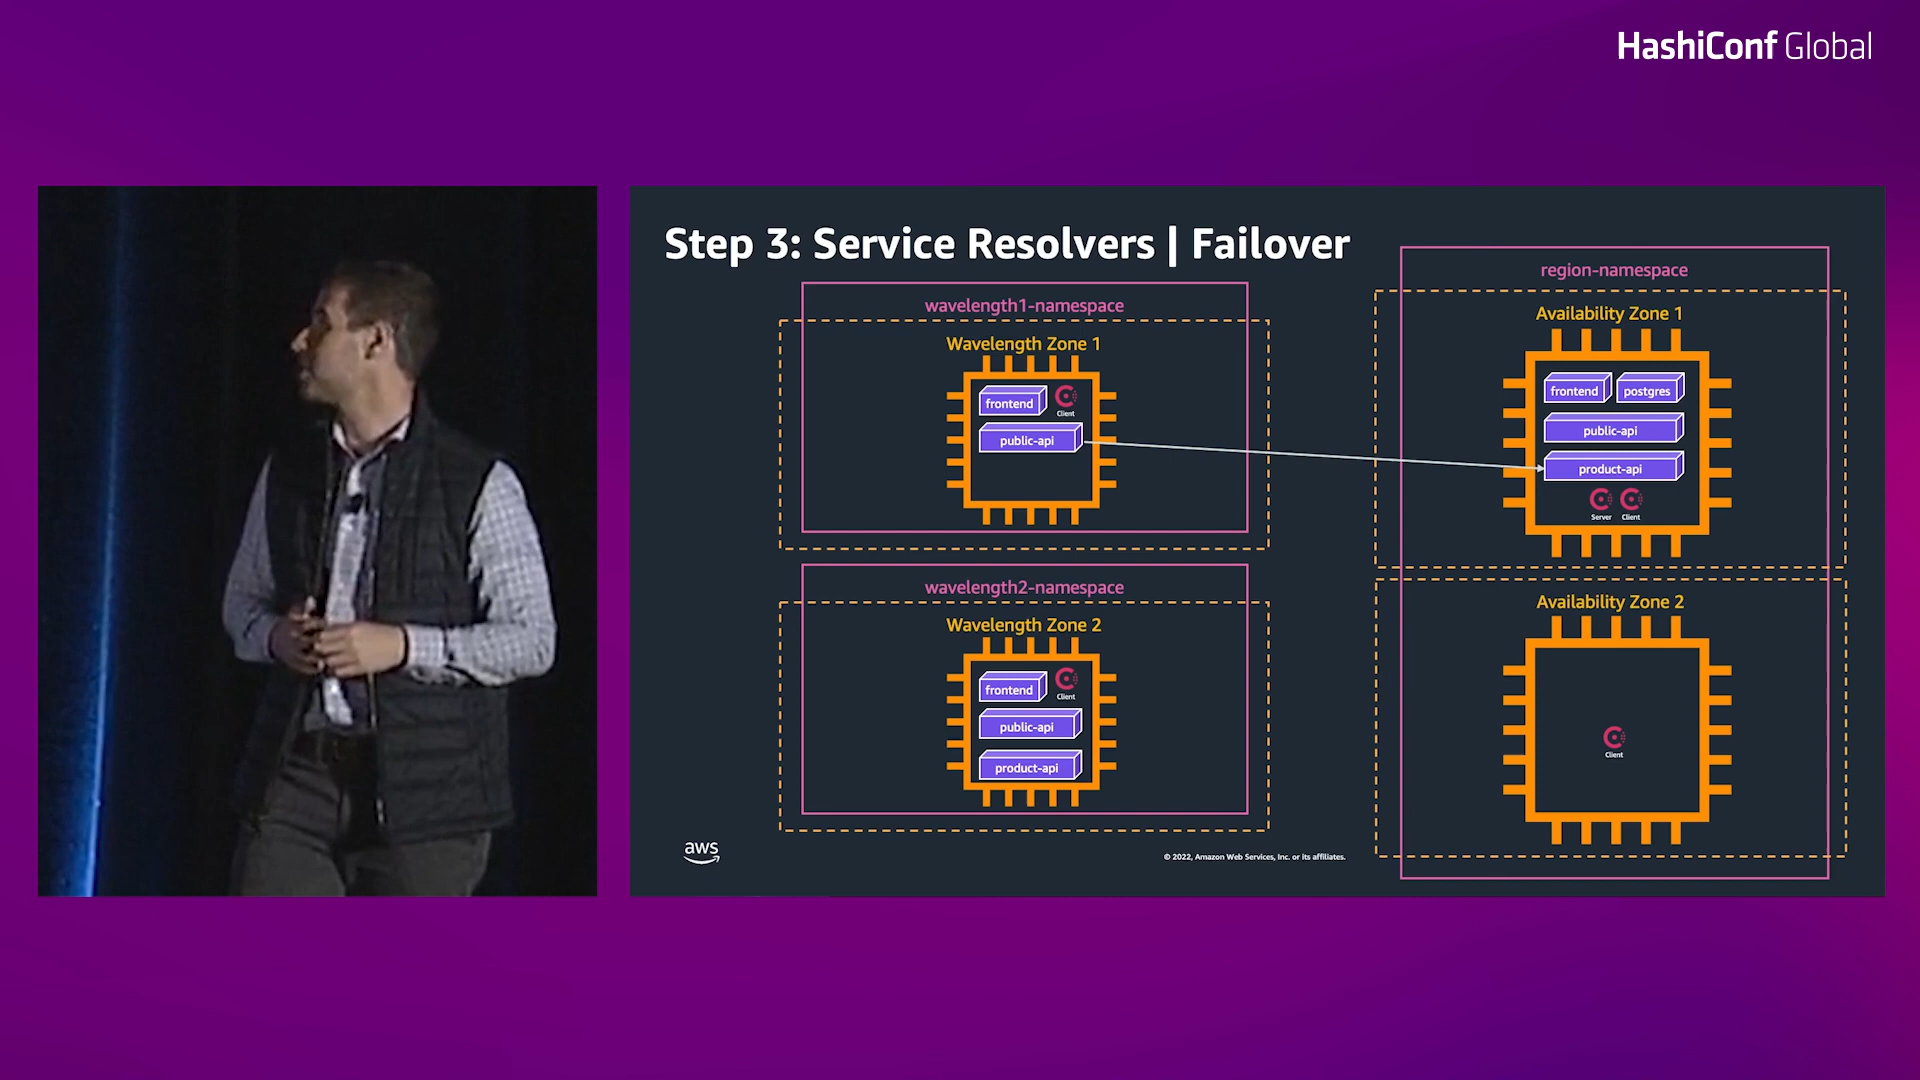 HashiConf Global
Step 3: Service Resolvers | Failover
wavelength1-namespace
Wavelength Zone 1
frontend
Client
public-api
wavelength2-namespace
Wavelength Zone 2
frontend
Client
public-api
product-api
region-namespace
Availability Zone 1
frontend postgres
public-api
product-api
Server Client
Availability Zone 2
Client
aws
© 2022, Amazon Web Services, Inc. or its affiliates.